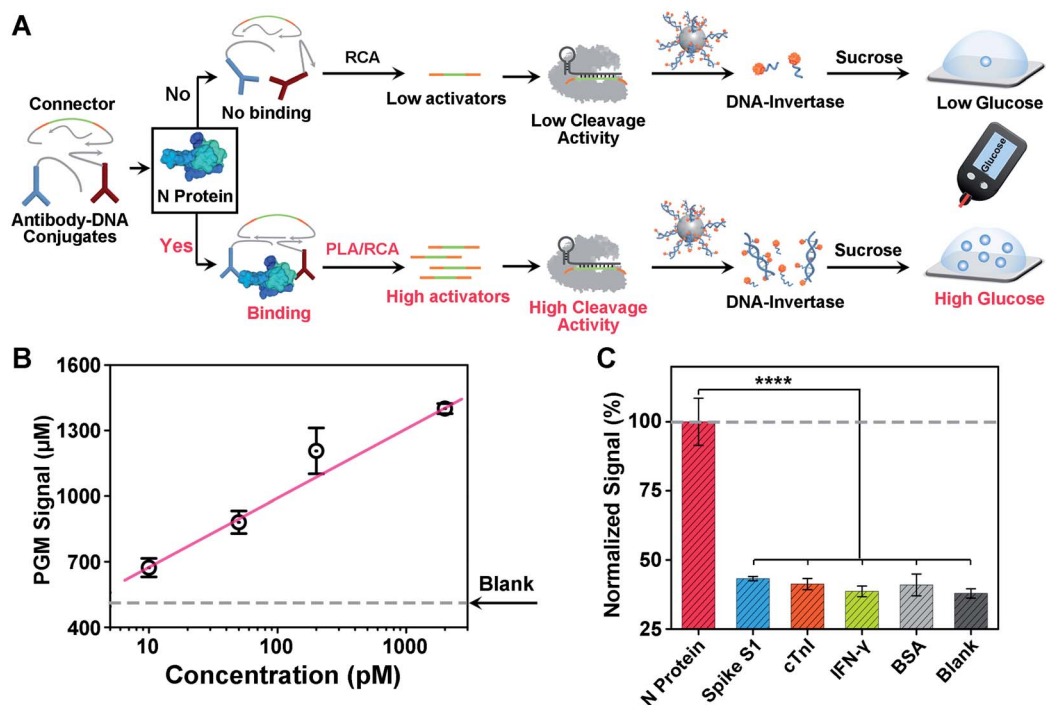 A
Connector
Antibody-DNA
Conjugates
No
Yes
N Protein
No binding
RCA
Low activators
Low Cleavage
Activity
DNA-Invertase
Sucrose
Low Glucose
Glucose
Binding
PLA/RCA
High activators
High Cleavage
Activity
DNA-Invertase
Sucrose
High Glucose
B
PGM Signal (µM)
1600
1300
1000
700
400
10
100
1000
Concentration (pM)
Blank
C
Normalized Signal (%)
100
75
50
25
****
N Protein
Spike S1
cTnI
IFN-γ
BSA
Blank